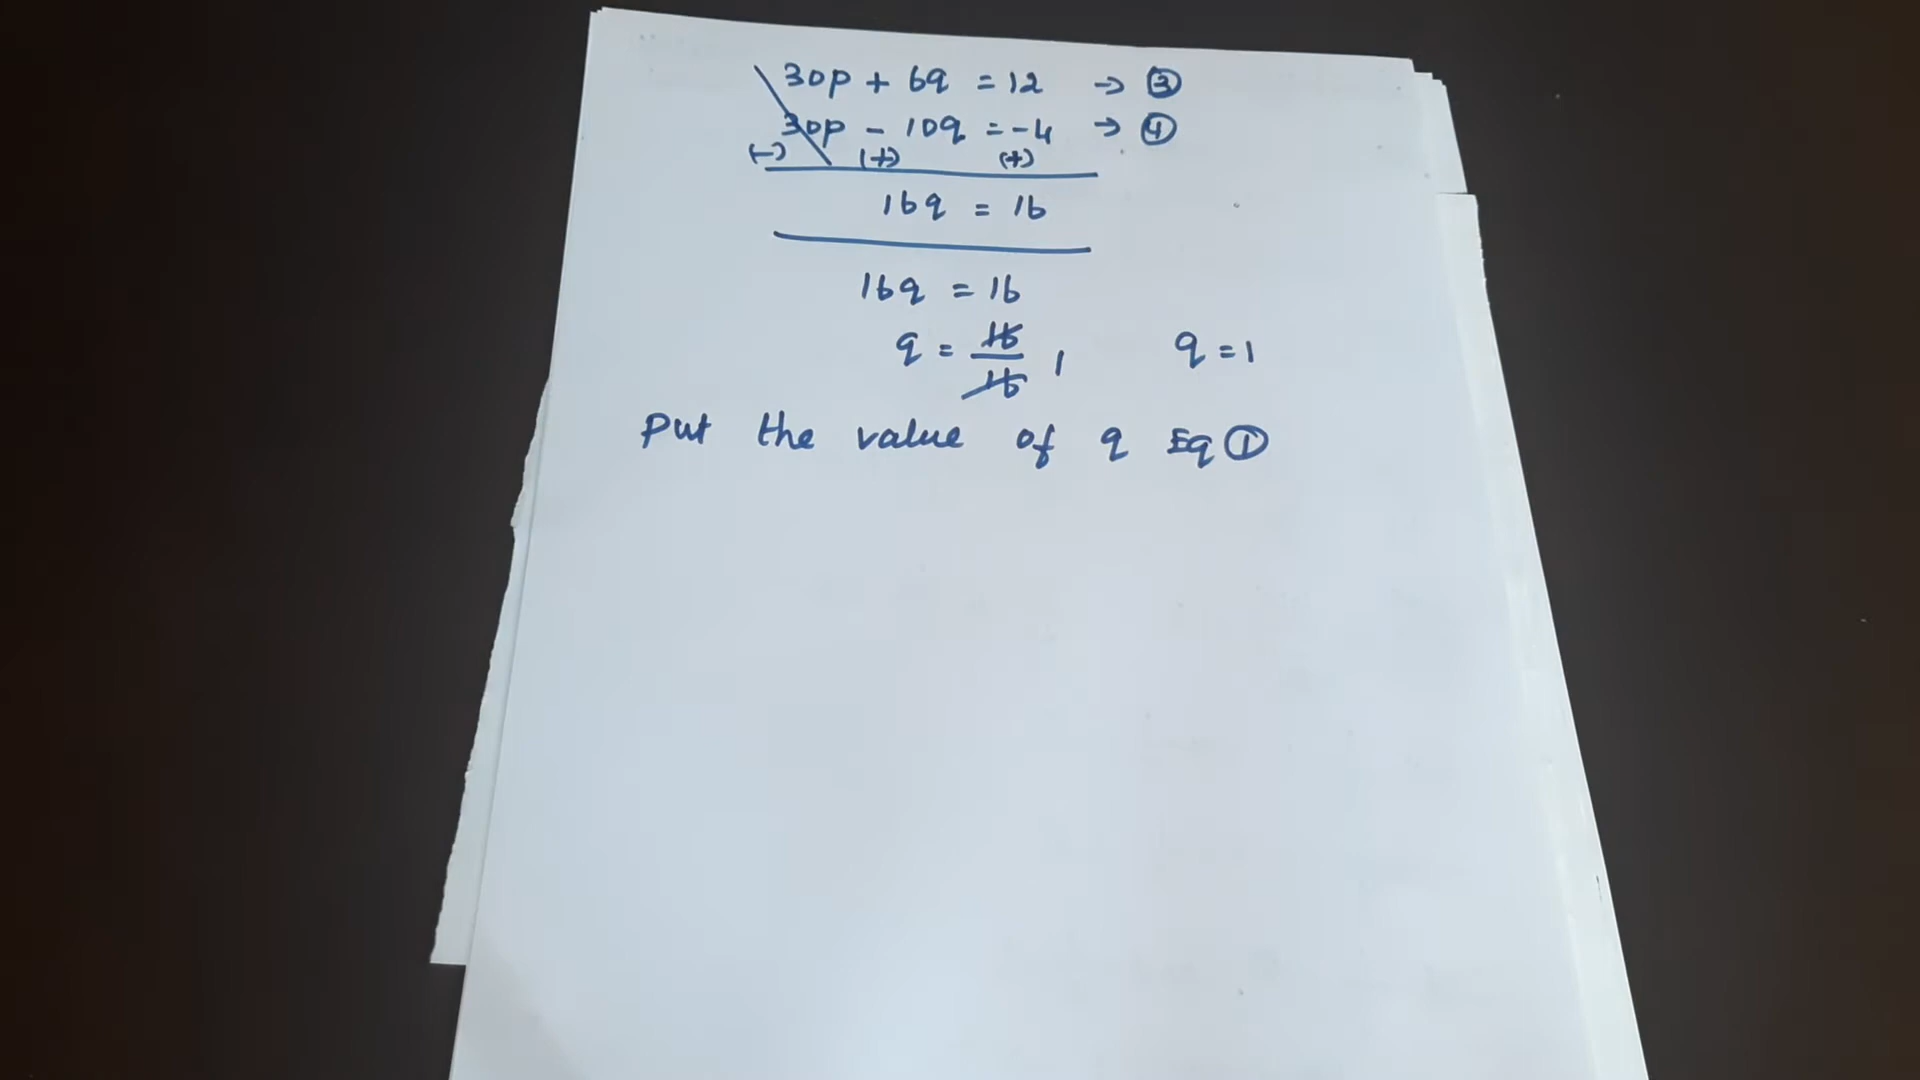 30p + 6q = 12 → ③
30p - 10q = -4 → ④
(-) (+) (+)
16q = 16
16q = 16
q = 16/16 1 q = 1
Put the value of q Eq ①